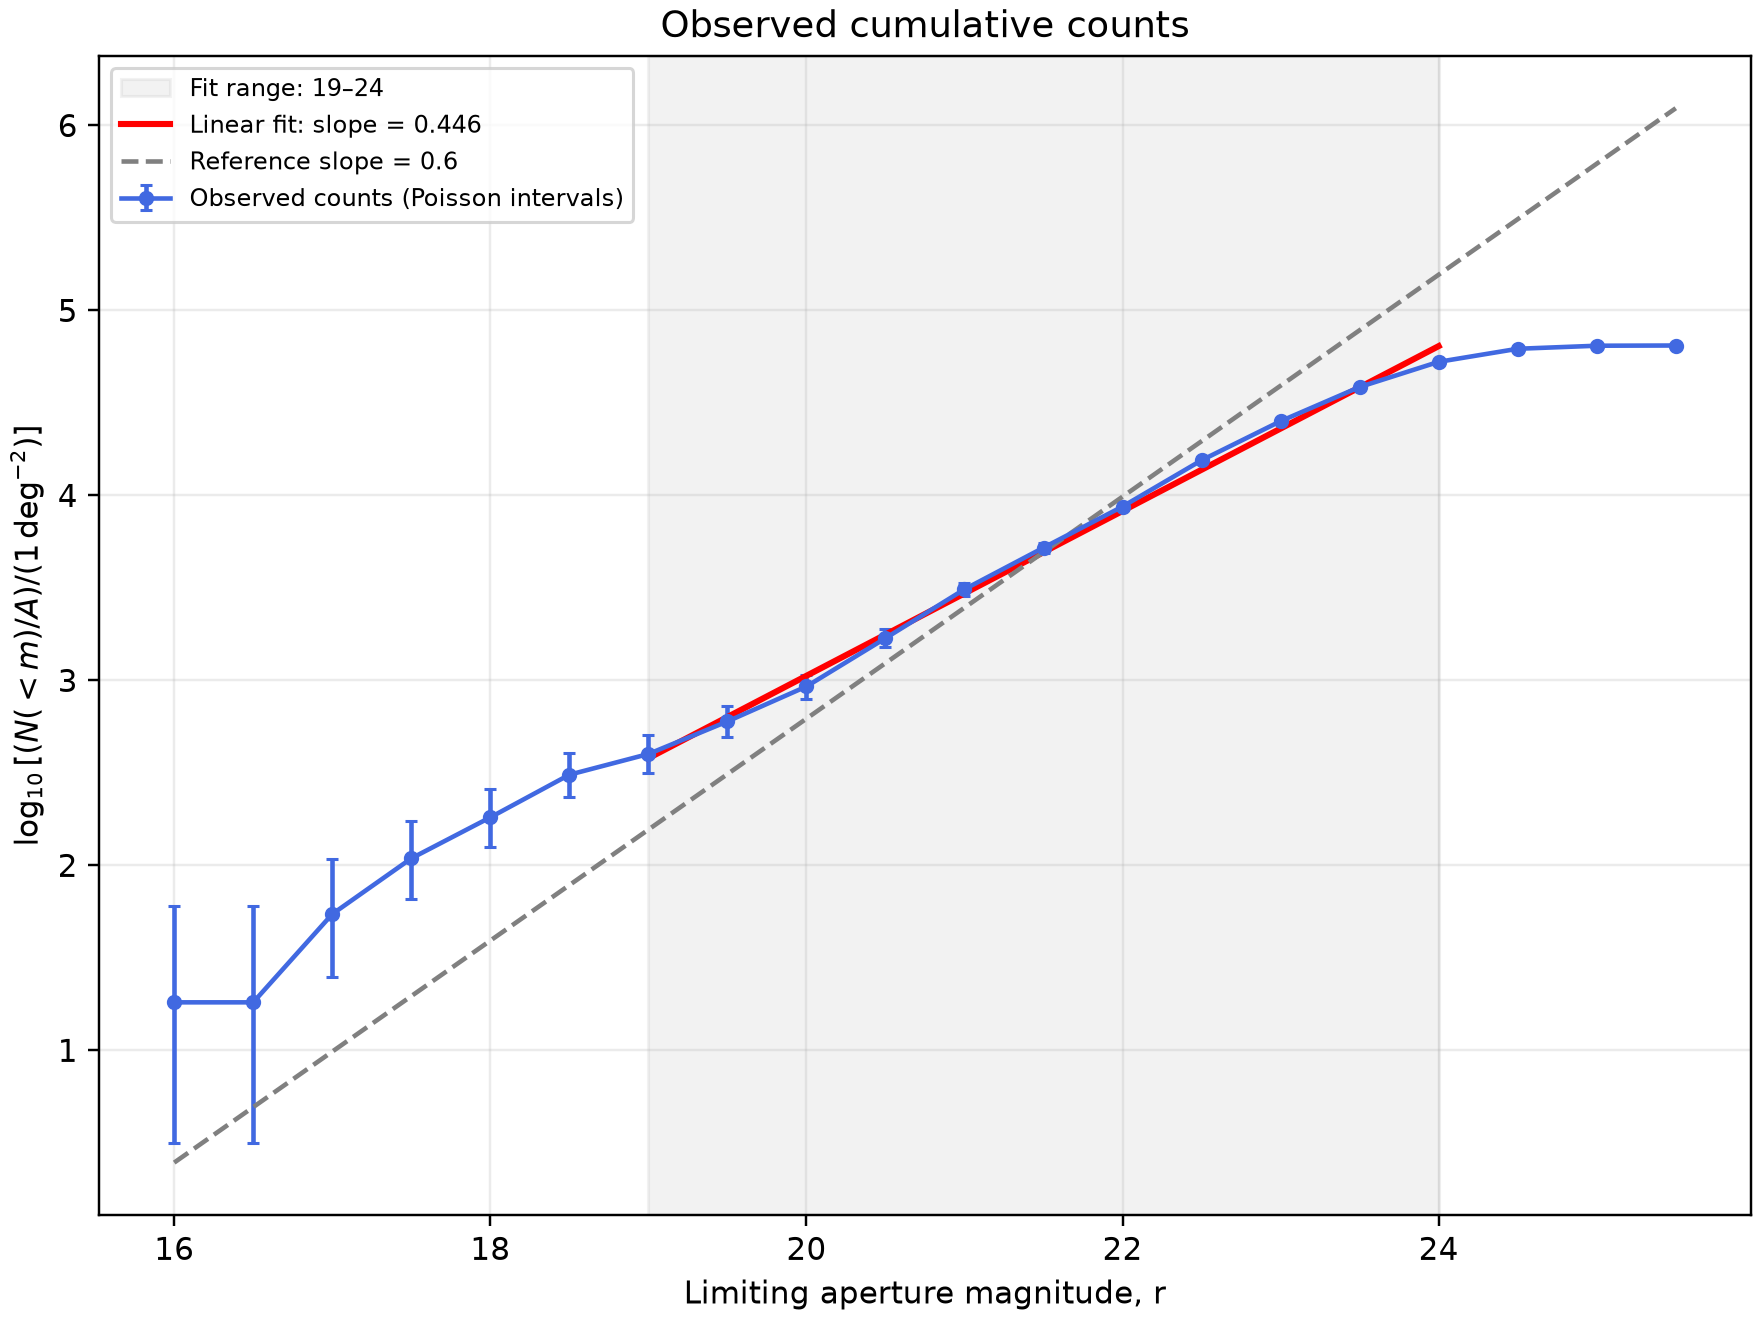 Observed cumulative counts
Fit range: 19–24
Linear fit: slope = 0.446
Reference slope = 0.6
Observed counts (Poisson intervals)
log₁₀ [(N( < m)/A)/(1 deg⁻²)]
6
5
4
3
2
1
16 18 20 22 24
Limiting aperture magnitude, r